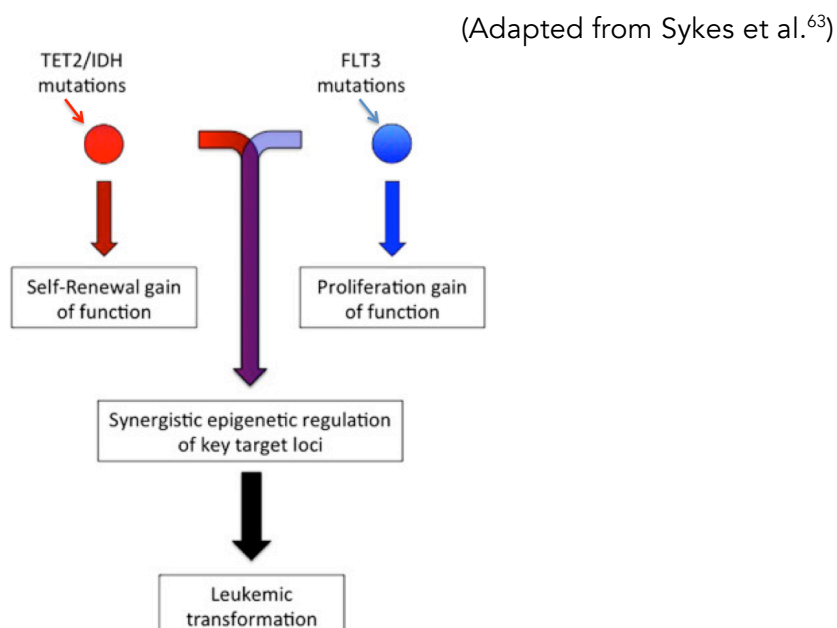 (Adapted from Sykes et al.63)
TET2/IDH
mutations
FLT3
mutations
Self-Renewal gain
of function
Proliferation gain
of function
Synergistic epigenetic regulation
of key target loci
Leukemic
transformation